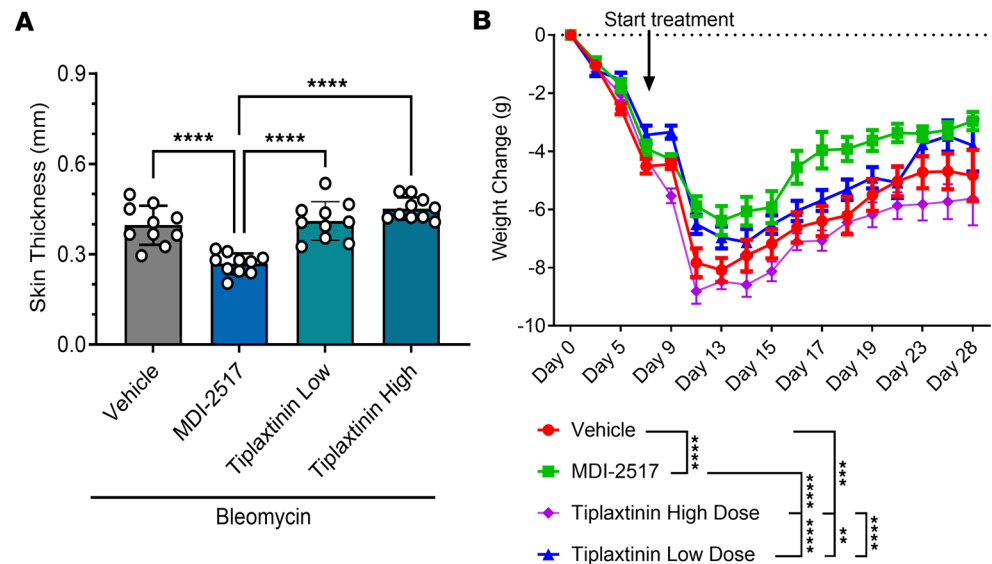 A
Skin Thickness (mm)
0.9
0.6
0.3
0.0
****
****
****
Vehicle
MDI-2517
Tiplaxtinin Low
Tiplaxtinin High
Bleomycin
B
Start treatment
Weight Change (g)
0
-2
-4
-6
-8
-10
Day 0
Day 5
Day 9
Day 13
Day 15
Day 17
Day 19
Day 23
Day 28
Vehicle
MDI-2517
Tiplaxtinin High Dose
Tiplaxtinin Low Dose
****
****
****
***
**
****